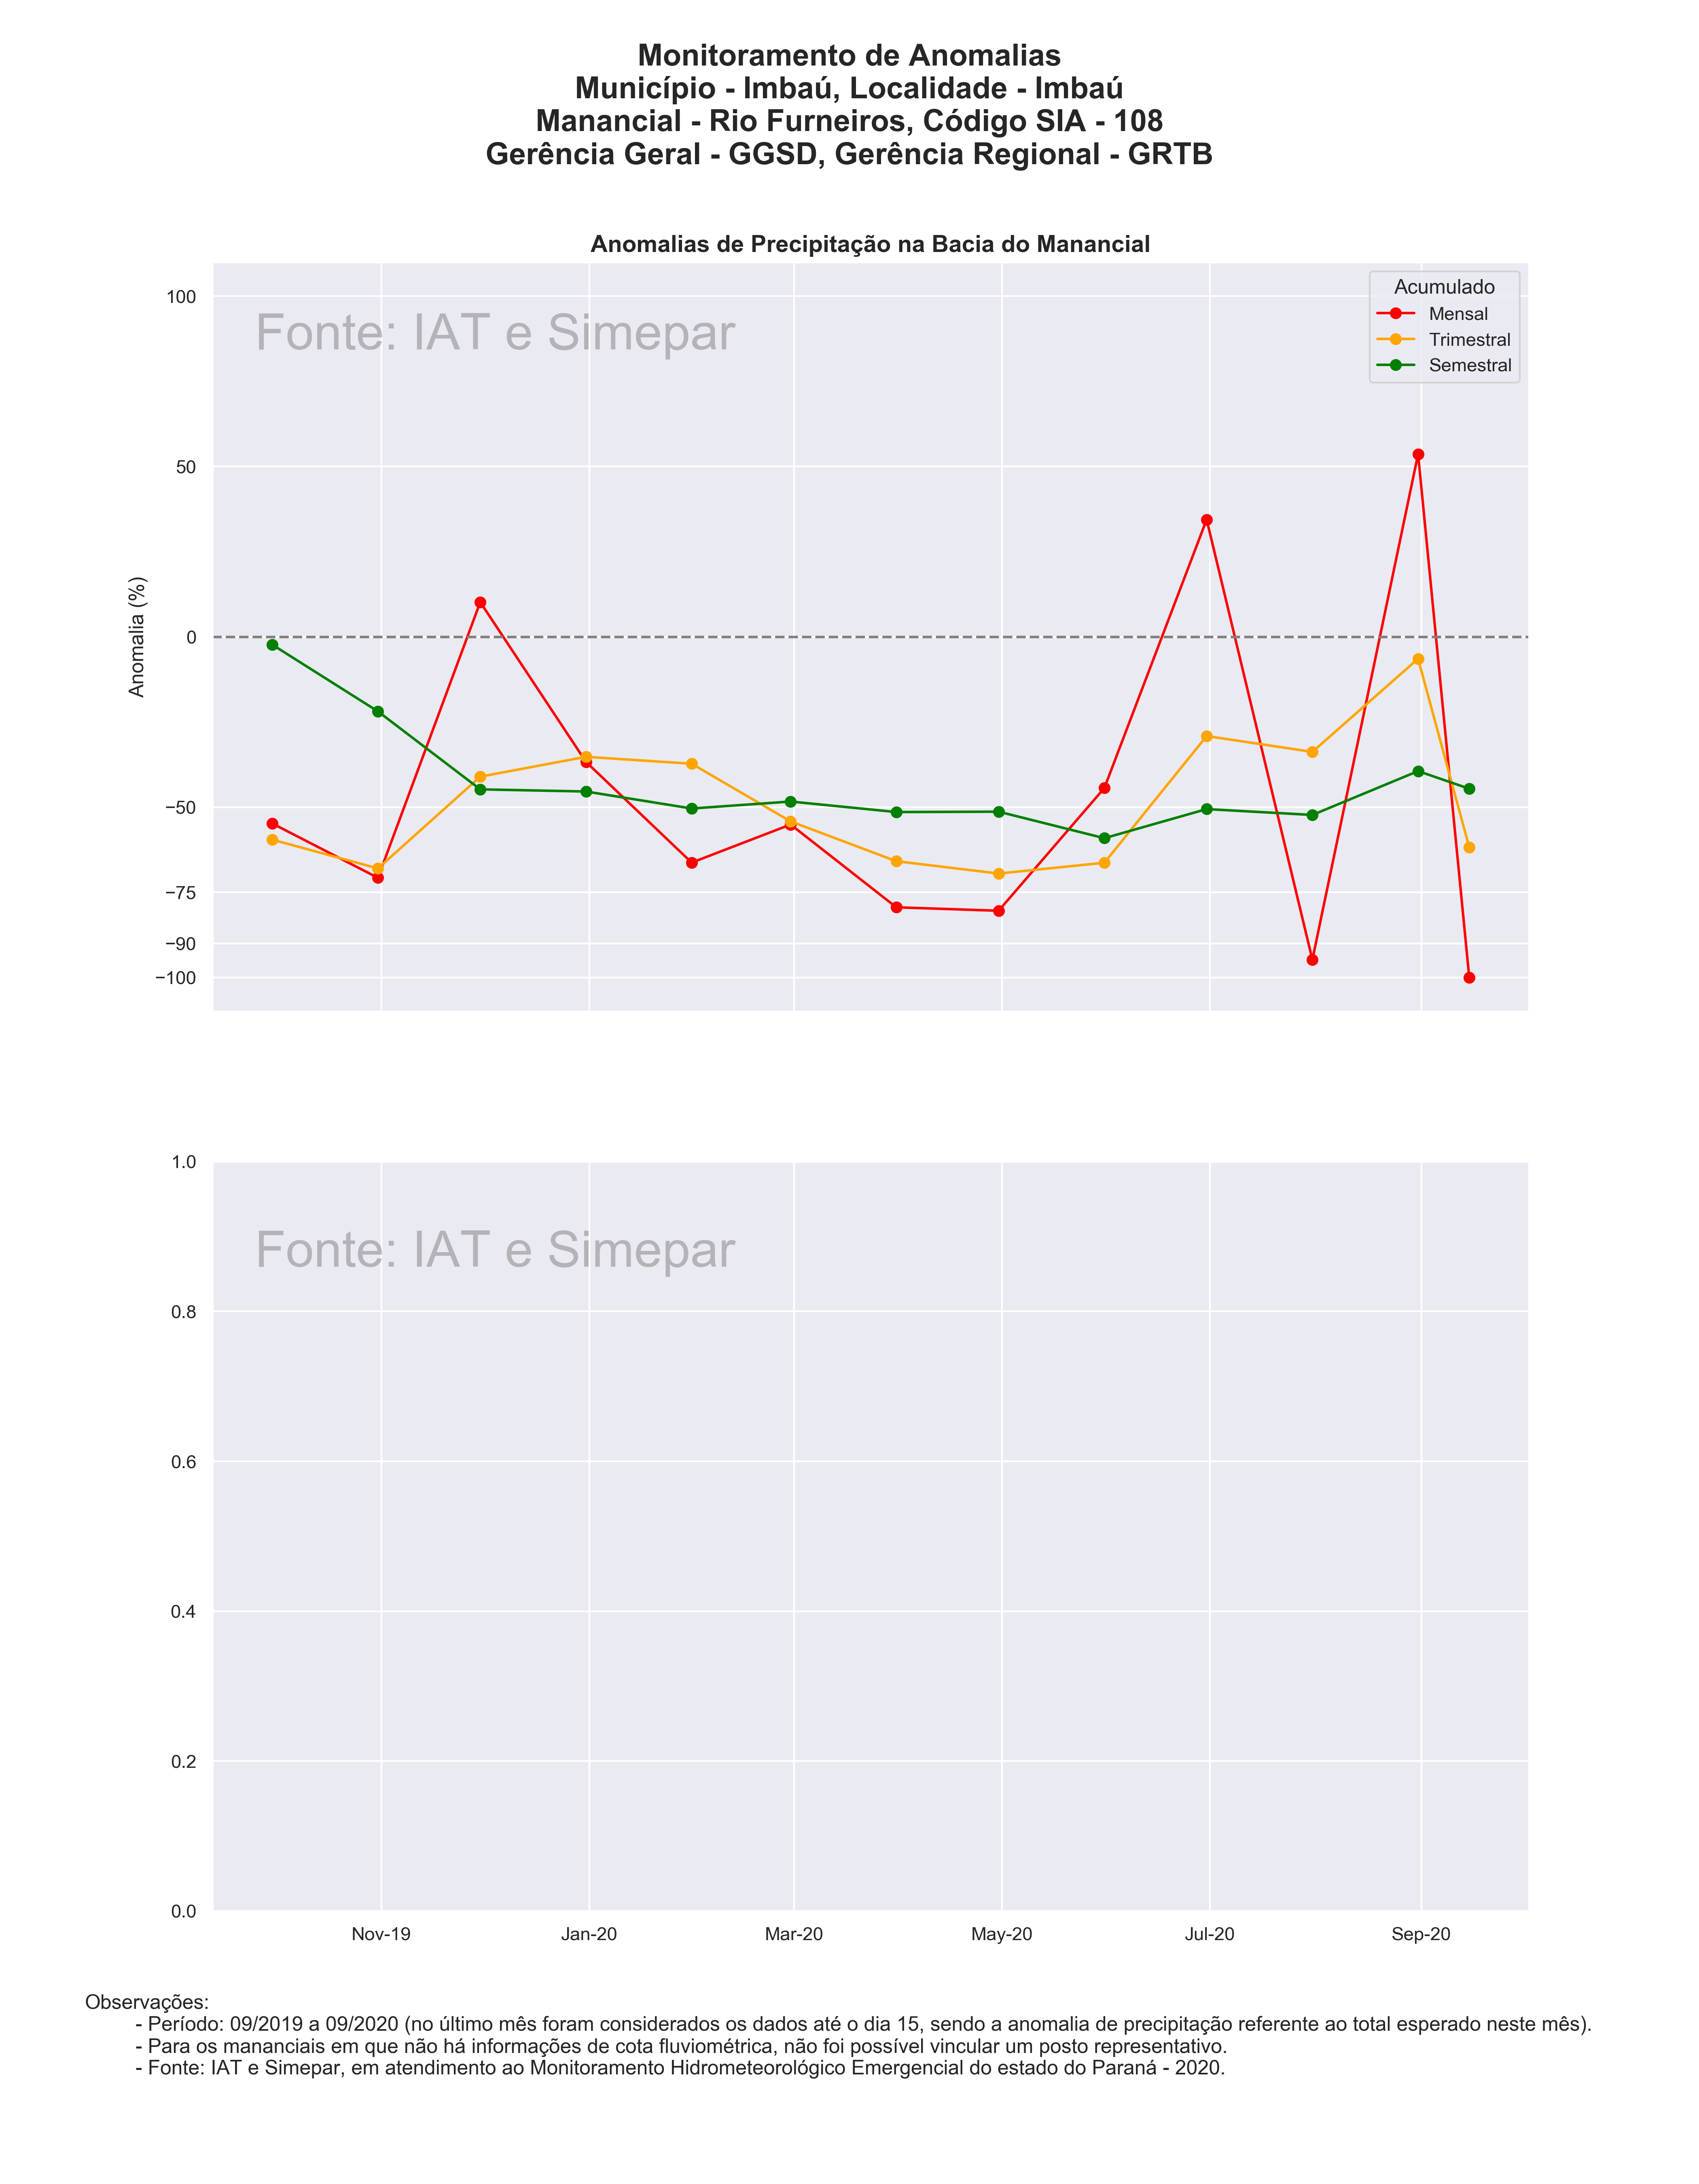 Monitoramento de Anomalias
Município - Imbaú, Localidade - Imbaú
Manancial - Rio Furneiros, Código SIA - 108
Gerência Geral - GGSD, Gerência Regional - GRTB
Anomalias de Precipitação na Bacia do Manancial
Fonte: IAT e Simepar
Acumulado
Mensal
Trimestral
Semestral
Anomalia (%)
100
50
0
−50
−75
−90
−100
Fonte: IAT e Simepar
1.0
0.8
0.6
0.4
0.2
0.0
Nov-19 Jan-20 Mar-20 May-20 Jul-20 Sep-20
Observações:
- Período: 09/2019 a 09/2020 (no último mês foram considerados os dados até o dia 15, sendo a anomalia de precipitação referente ao total esperado neste mês).
- Para os mananciais em que não há informações de cota fluviométrica, não foi possível vincular um posto representativo.
- Fonte: IAT e Simepar, em atendimento ao Monitoramento Hidrometeorológico Emergencial do estado do Paraná - 2020.